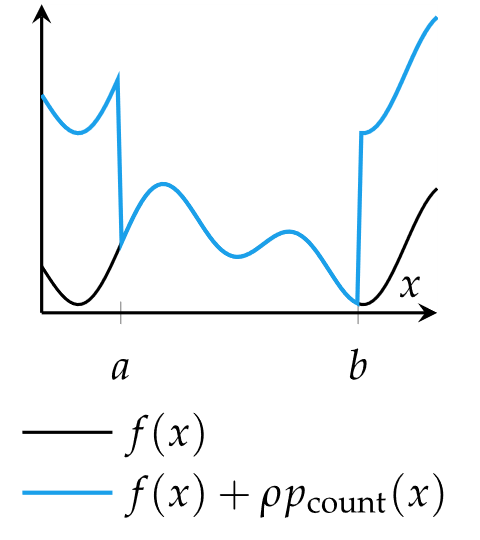 x
a b
f(x)
f(x) + ρp_count(x)